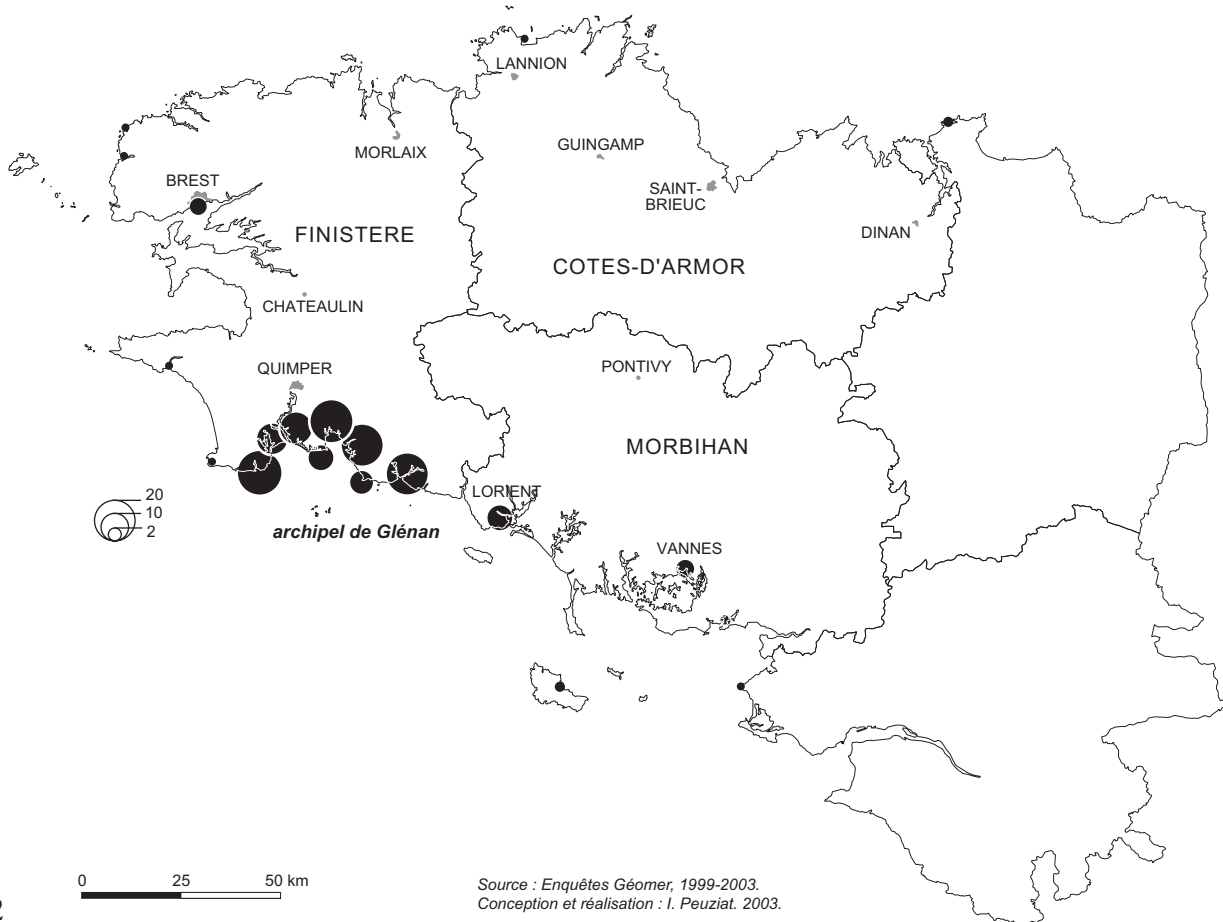 LANNION
MORLAIX
GUINGAMP
BREST
SAINT-
BRIEUC
DINAN
FINISTERE
COTES-D'ARMOR
CHATEAULIN
QUIMPER
PONTIVY
MORBIHAN
20
10
2
LORIENT
archipel de Glénan
VANNES
0 25 50 km
Source : Enquêtes Géomer, 1999-2003.
Conception et réalisation : I. Peuziat. 2003.
2